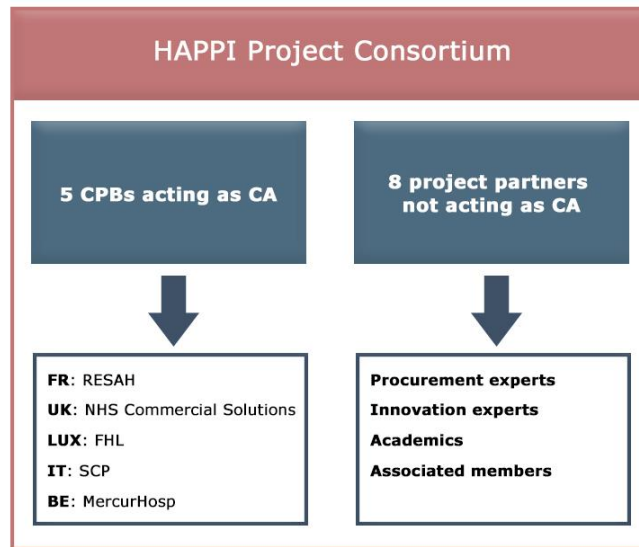 HAPPI Project Consortium
5 CPBs acting as CA
8 project partners
not acting as CA
FR: RESAH
UK: NHS Commercial Solutions
LUX: FHL
IT: SCP
BE: MercurHosp
Procurement experts
Innovation experts
Academics
Associated members